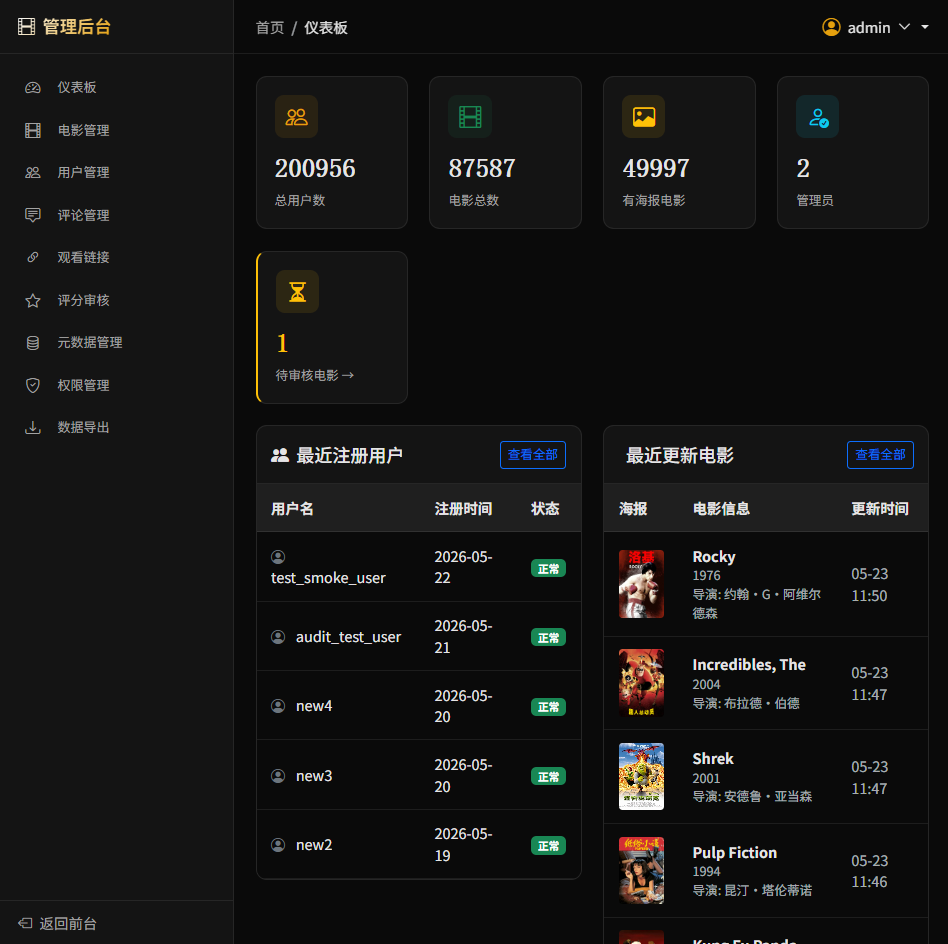 管理后台
首页 / 仪表板
admin
仪表板
电影管理
用户管理
评论管理
观看链接
评分审核
元数据管理
权限管理
数据导出
返回前台
200956
总用户数
87587
电影总数
49997
有海报电影
2
管理员
1
待审核电影 →
最近注册用户
查看全部
用户名 注册时间 状态
test_smoke_user 2026-05-22 正常
audit_test_user 2026-05-21 正常
new4 2026-05-20 正常
new3 2026-05-20 正常
new2 2026-05-19 正常
最近更新电影
查看全部
海报 电影信息 更新时间
洛基
ROCKY
Rocky
1976
导演: 约翰·G·阿维尔德森
05-23 11:50
Incredibles, The
2004
导演: 布拉德·伯德
05-23 11:47
Shrek
2001
导演: 安德鲁·亚当森
05-23 11:47
Pulp Fiction
1994
导演: 昆汀·塔伦蒂诺
05-23 11:46
Kung Fu Panda